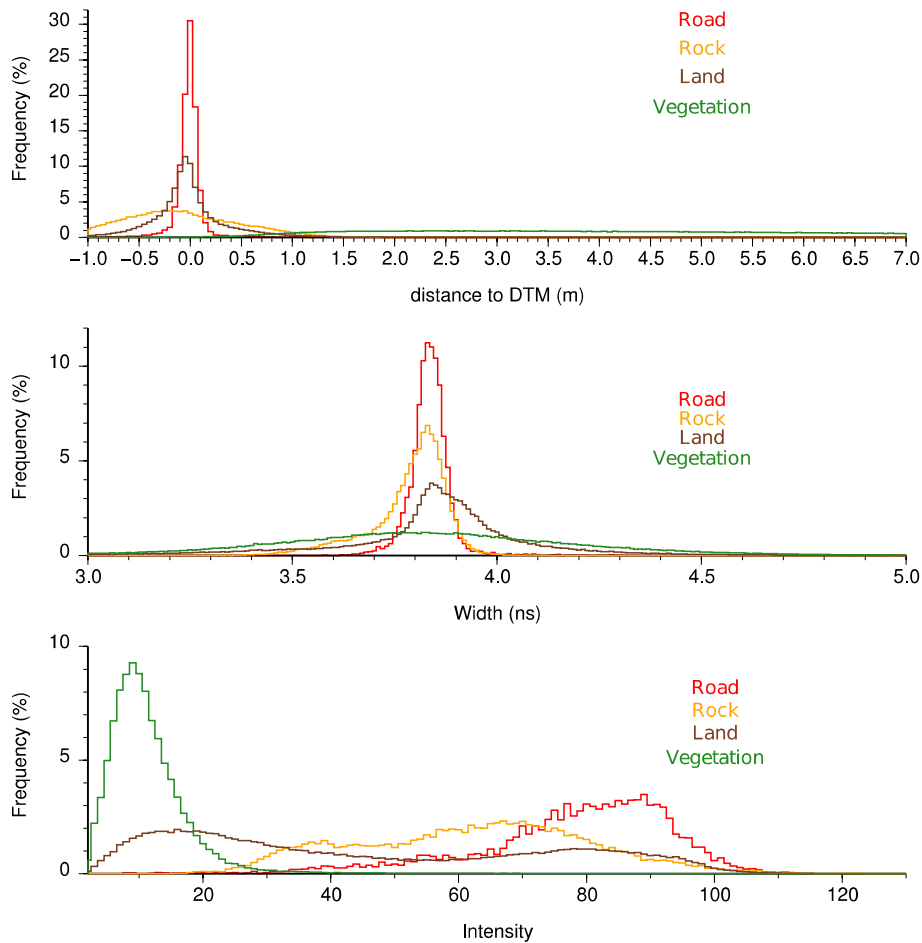 30
25
20
15
10
5
0
Frequency (%)
Road
Rock
Land
Vegetation
−1.0 −0.5 0.0 0.5 1.0 1.5 2.0 2.5 3.0 3.5 4.0 4.5 5.0 5.5 6.0 6.5 7.0
distance to DTM (m)
10
5
0
Frequency (%)
Road
Rock
Land
Vegetation
3.0 3.5 4.0 4.5 5.0
Width (ns)
10
5
0
Frequency (%)
Road
Rock
Land
Vegetation
20 40 60 80 100 120
Intensity